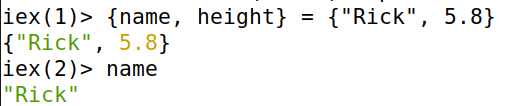 iex(1)> {name, height} = {"Rick", 5.8}
{"Rick", 5.8}
iex(2)> name
"Rick"